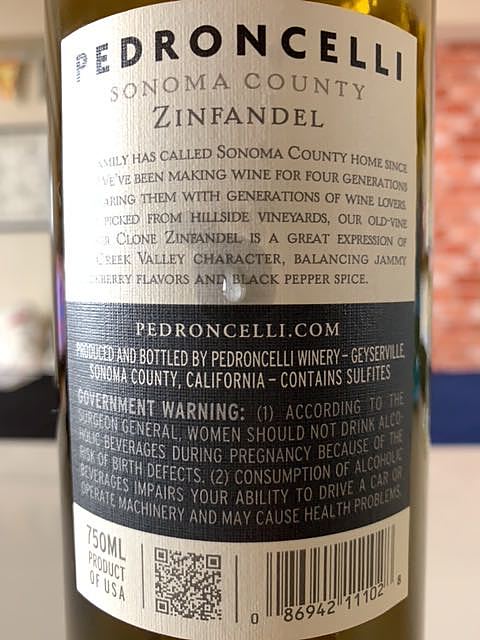 PEDRONCELLI
SONOMA COUNTY
ZINFANDEL
AMILY HAS CALLED SONOMA COUNTY HOME SINCE
WE'VE BEEN MAKING WINE FOR FOUR GENERATIONS
ARING THEM WITH GENERATIONS OF WINE LOVERS.
PICKED FROM HILLSIDE VINEYARDS, OUR OLD-VINE
CLONE ZINFANDEL IS A GREAT EXPRESSION OF
CREEK VALLEY CHARACTER, BALANCING JAMMY
BERRY FLAVORS AND BLACK PEPPER SPICE.
PEDRONCELLI.COM
PRODUCED AND BOTTLED BY PEDRONCELLI WINERY – GEYSERVILLE,
SONOMA COUNTY, CALIFORNIA – CONTAINS SULFITES
GOVERNMENT WARNING: (1) ACCORDING TO THE
SURGEON GENERAL, WOMEN SHOULD NOT DRINK ALCO-
HOLIC BEVERAGES DURING PREGNANCY BECAUSE OF THE
RISK OF BIRTH DEFECTS. (2) CONSUMPTION OF ALCOHOLIC
BEVERAGES IMPAIRS YOUR ABILITY TO DRIVE A CAR OR
OPERATE MACHINERY AND MAY CAUSE HEALTH PROBLEMS.
750ML
PRODUCT
OF USA
0 86942 11102 8